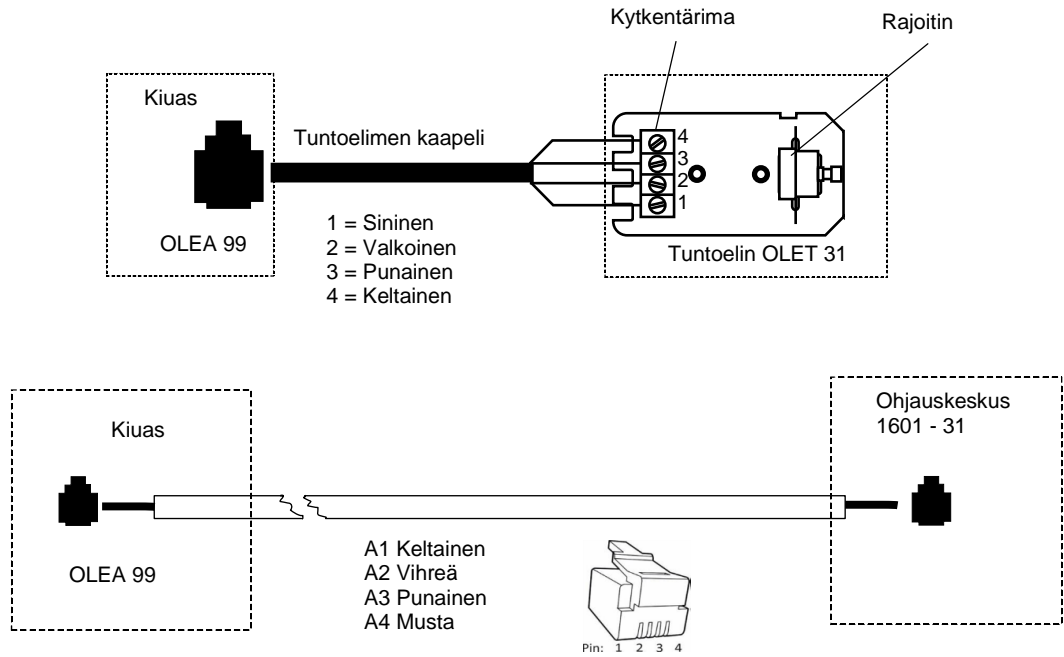 Kytkentärima
Rajoitin
Kiuas
Tuntoelimen kaapeli
4
3
2
1
OLEA 99
1 = Sininen
2 = Valkoinen
3 = Punainen
4 = Keltainen
Tuntoelin OLET 31
Kiuas
Ohjauskeskus
1601 - 31
OLEA 99
A1 Keltainen
A2 Vihreä
A3 Punainen
A4 Musta
Pin: 1 2 3 4